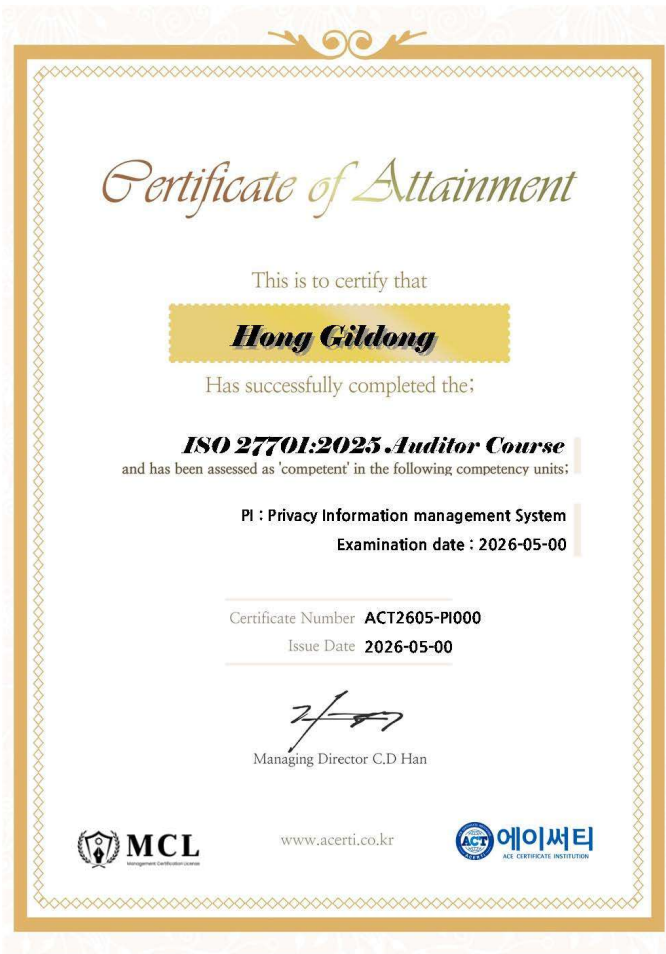 Certificate of Attainment
This is to certify that
Hong Gildong
Has successfully completed the;
ISO 27701:2025 Auditor Course
and has been assessed as 'competent' in the following competency units;
PI : Privacy Information management System
Examination date : 2026-05-00
Certificate Number ACT2605-PI000
Issue Date 2026-05-00
Managing Director C.D Han
MCL
Management Certification License
www.acerti.co.kr
ACT
에이써티
ACE CERTIFICATE INSTITUTION